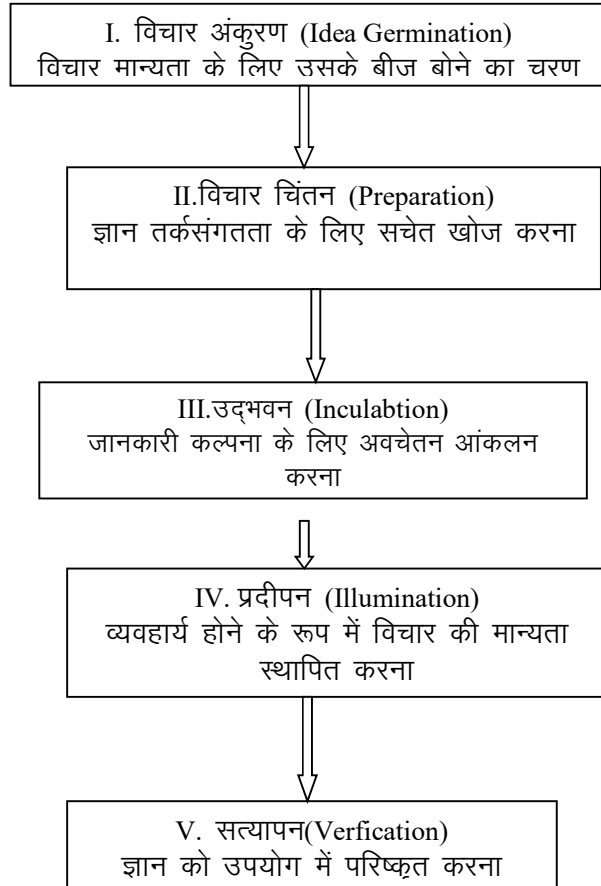 I. विचार अंकुरण (Idea Germination)
विचार मान्यता के लिए उसके बीज बोने का चरण
II.विचार चिंतन (Preparation)
ज्ञान तर्कसंगतता के लिए सचेत खोज करना
III.उद्भवन (Inculabtion)
जानकारी कल्पना के लिए अवचेतन आंकलन
करना
IV. प्रदीपन (Illumination)
व्यवहार्य होने के रूप में विचार की मान्यता
स्थापित करना
V. सत्यापन(Verfication)
ज्ञान को उपयोग में परिष्कृत करना